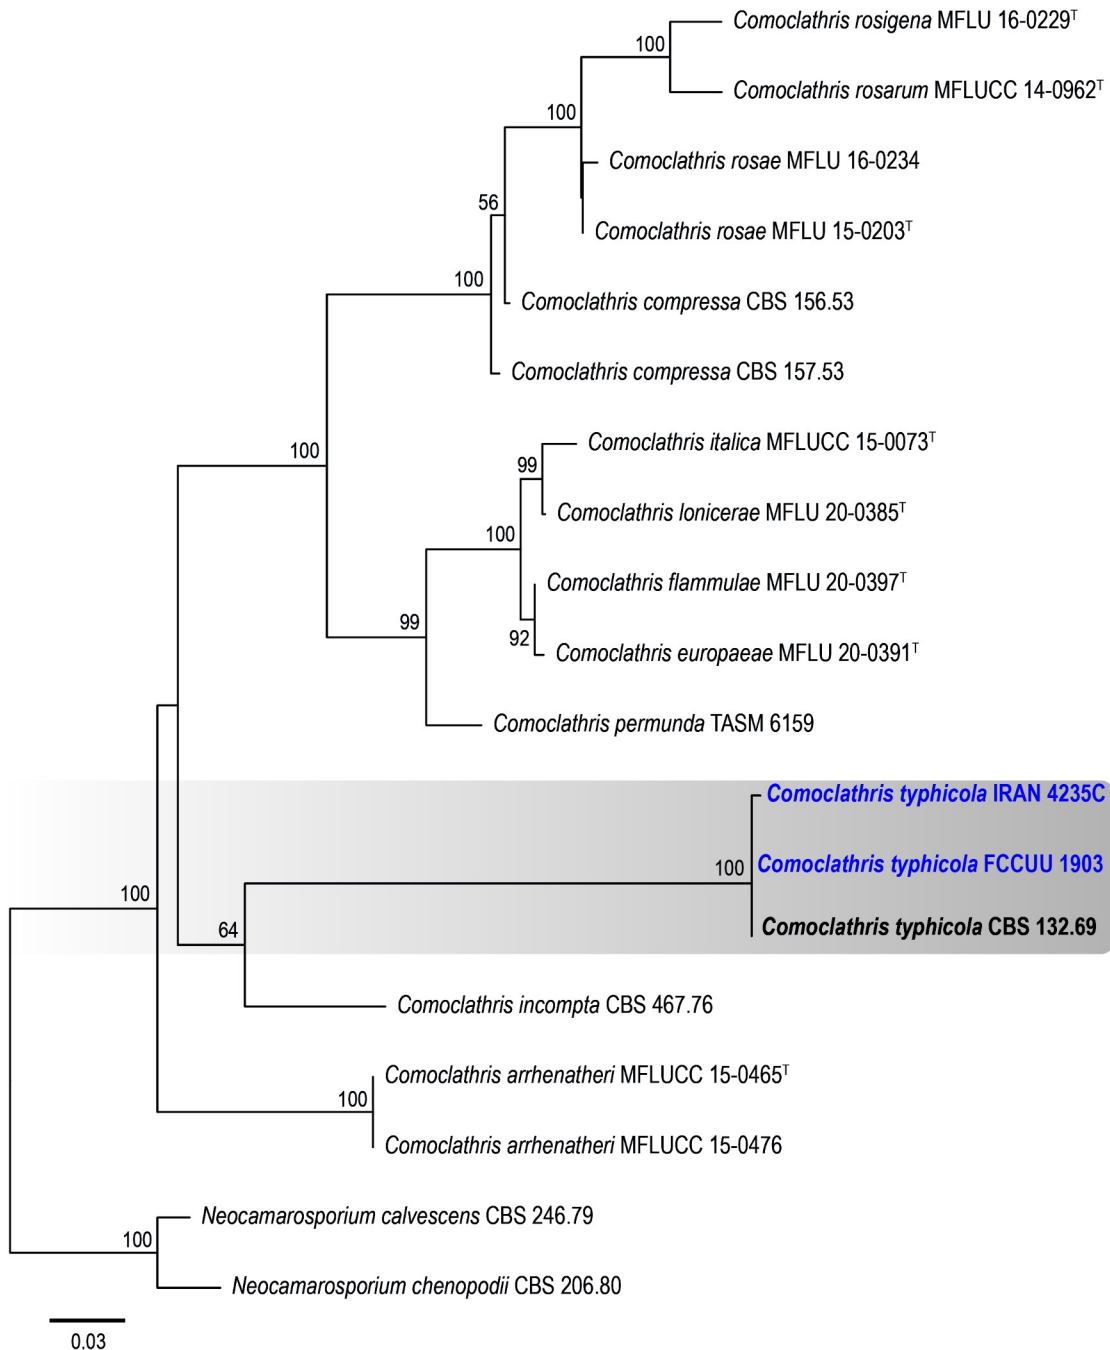 Comoclathris rosigena MFLU 16-0229ᵀ
100
Comoclathris rosarum MFLUCC 14-0962ᵀ
100
Comoclathris rosae MFLU 16-0234
56
Comoclathris rosae MFLU 15-0203ᵀ
100
Comoclathris compressa CBS 156.53
Comoclathris compressa CBS 157.53
Comoclathris italica MFLUCC 15-0073ᵀ
100
99
Comoclathris lonicerae MFLU 20-0385ᵀ
100
Comoclathris flammulae MFLU 20-0397ᵀ
99
92
Comoclathris europaeae MFLU 20-0391ᵀ
Comoclathris permunda TASM 6159
Comoclathris typhicola IRAN 4235C
100
Comoclathris typhicola FCCUU 1903
100
64
Comoclathris typhicola CBS 132.69
Comoclathris incompta CBS 467.76
Comoclathris arrhenatheri MFLUCC 15-0465ᵀ
100
Comoclathris arrhenatheri MFLUCC 15-0476
Neocamarosporium calvescens CBS 246.79
100
Neocamarosporium chenopodii CBS 206.80
0.03